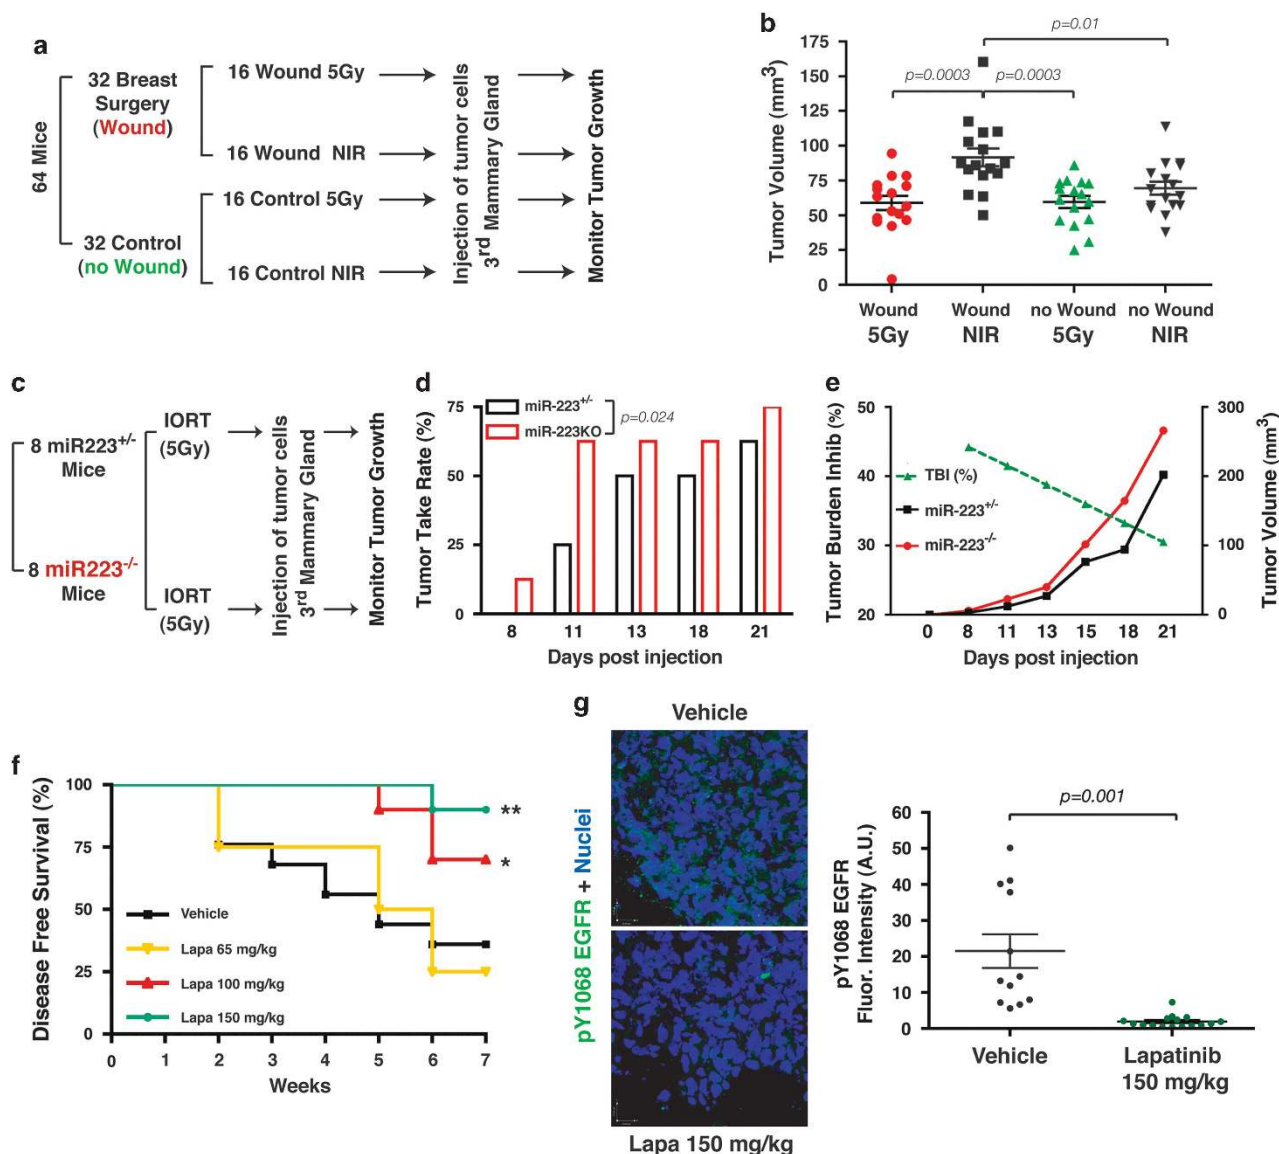 a
64 Mice
32 Breast
Surgery
(Wound)
32 Control
(no Wound)
16 Wound 5Gy
16 Wound NIR
16 Control 5Gy
16 Control NIR
Injection of tumor cells
3rd Mammary Gland
Monitor Tumor Growth
b
p=0.01
p=0.0003
p=0.0003
Tumor Volume (mm3)
175
150
125
100
75
50
25
0
Wound
5Gy
Wound
NIR
no Wound
5Gy
no Wound
NIR
c
8 miR223+/-
Mice
8 miR223-/-
Mice
IORT
(5Gy)
IORT
(5Gy)
Injection of tumor cells
3rd Mammary Gland
Monitor Tumor Growth
d
Tumor Take Rate (%)
75
50
25
0
miR-223+/-
miR-223KO
p=0.024
8 11 13 18 21
Days post injection
e
Tumor Burden Inhib (%)
50
40
30
20
TBI (%)
miR-223+/-
miR-223-/-
300
200
100
0
Tumor Volume (mm3)
0 8 11 13 15 18 21
Days post injection
f
Disease Free Survival (%)
100
75
50
25
0
**
*
Vehicle
Lapa 65 mg/kg
Lapa 100 mg/kg
Lapa 150 mg/kg
0 1 2 3 4 5 6 7
Weeks
g
Vehicle
pY1068 EGFR + Nuclei
Lapa 150 mg/kg
p=0.001
pY1068 EGFR
Fluor. Intensity (A.U.)
60
50
40
30
20
10
0
Vehicle
Lapatinib
150 mg/kg